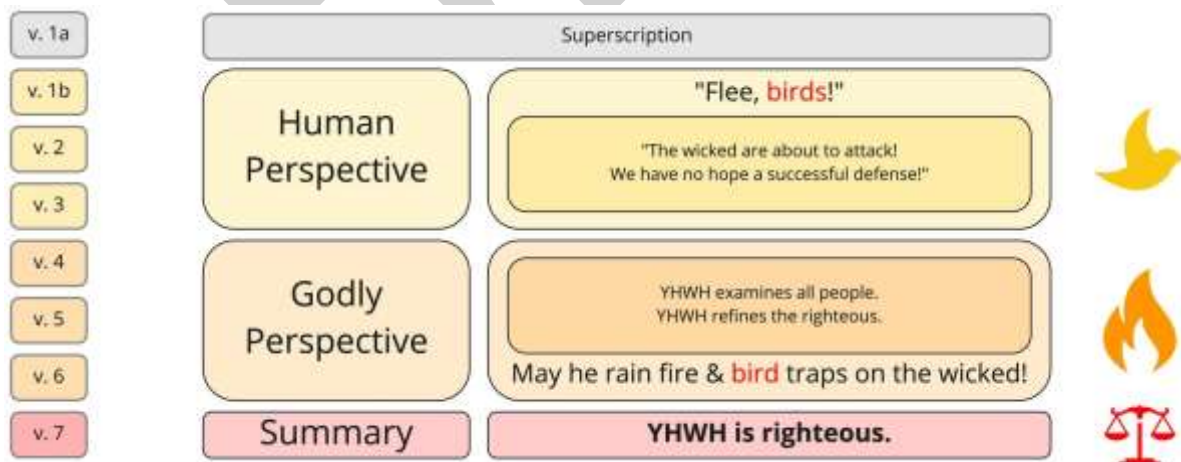 v. 1a
Superscription
v. 1b
v. 2
v. 3
Human
Perspective
"Flee, birds!"
"The wicked are about to attack!
We have no hope a successful defense!"
v. 4
v. 5
v. 6
Godly
Perspective
YHWH examines all people.
YHWH refines the righteous.
May he rain fire & bird traps on the wicked!
v. 7
Summary
YHWH is righteous.